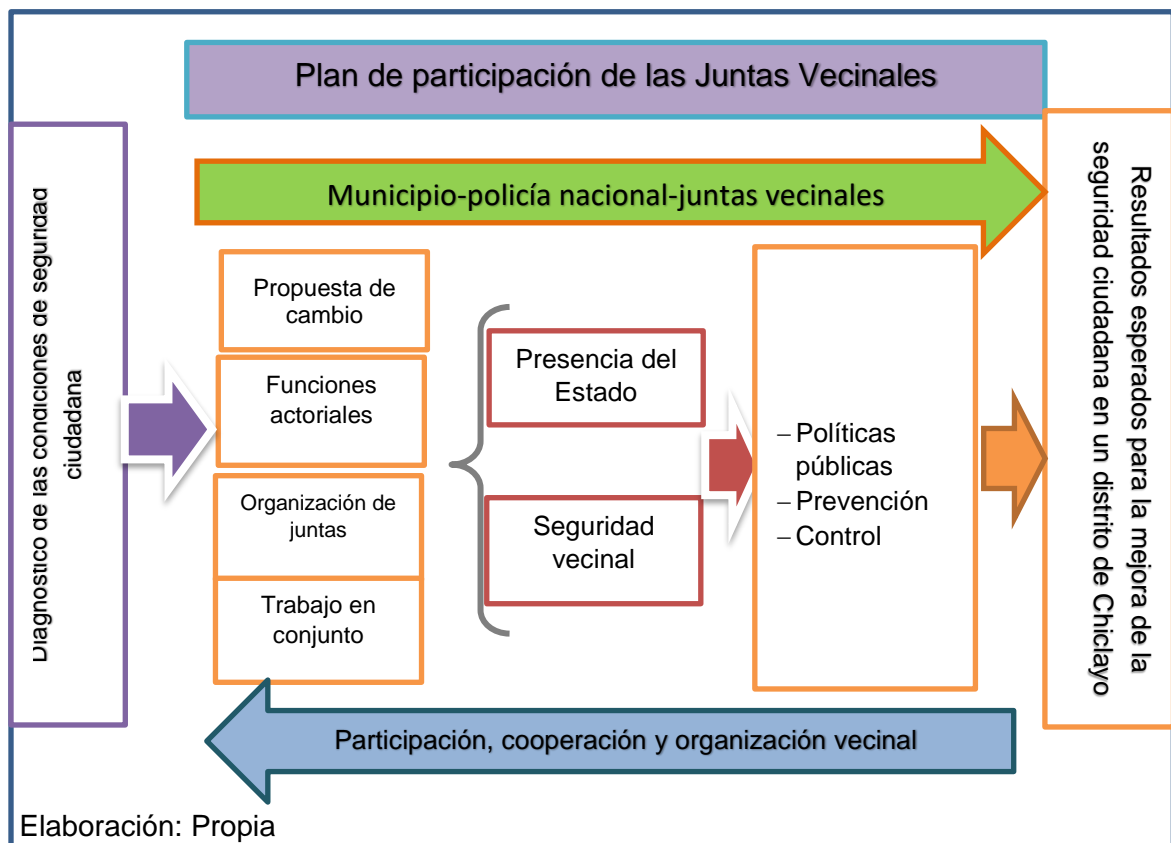 Plan de participación de las Juntas Vecinales
Municipio-policía nacional-juntas vecinales
Diagnostico de las condiciones de seguridad
ciudadana
Propuesta de
cambio
Funciones
actoriales
Organización de
juntas
Trabajo en
conjunto
Presencia del
Estado
Seguridad
vecinal
– Políticas
públicas
– Prevención
– Control
Resultados esperados para la mejora de la
seguridad ciudadana en un distrito de Chiclayo
Participación, cooperación y organización vecinal
Elaboración: Propia